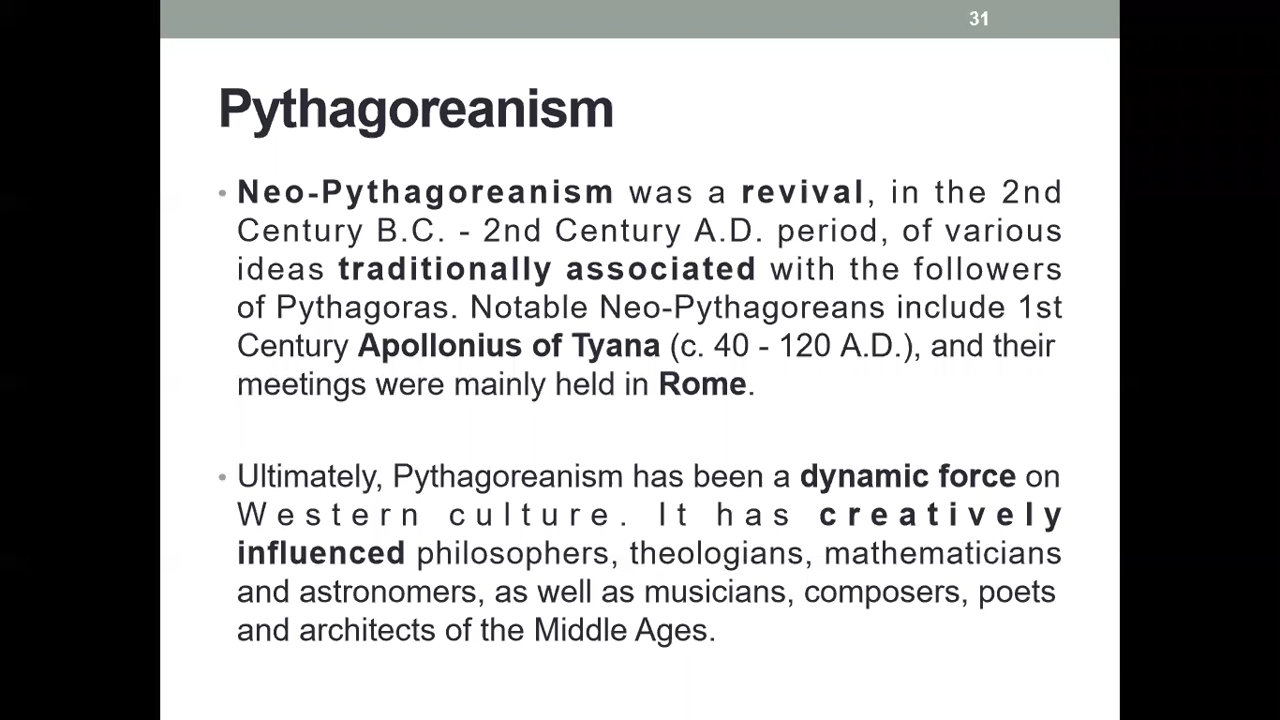 31
Pythagoreanism
• Neo-Pythagoreanism was a revival, in the 2nd
Century B.C. - 2nd Century A.D. period, of various
ideas traditionally associated with the followers
of Pythagoras. Notable Neo-Pythagoreans include 1st
Century Apollonius of Tyana (c. 40 - 120 A.D.), and their
meetings were mainly held in Rome.
• Ultimately, Pythagoreanism has been a dynamic force on
Western culture. It has creatively
influenced philosophers, theologians, mathematicians
and astronomers, as well as musicians, composers, poets
and architects of the Middle Ages.